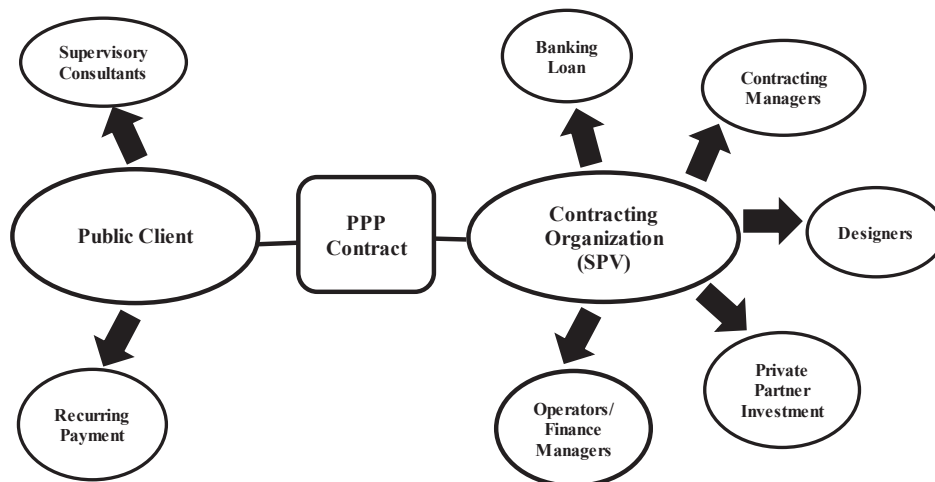 Supervisory
Consultants
Banking
Loan
Contracting
Managers
Public Client
PPP
Contract
Contracting
Organization
(SPV)
Designers
Recurring
Payment
Operators/
Finance
Managers
Private
Partner
Investment